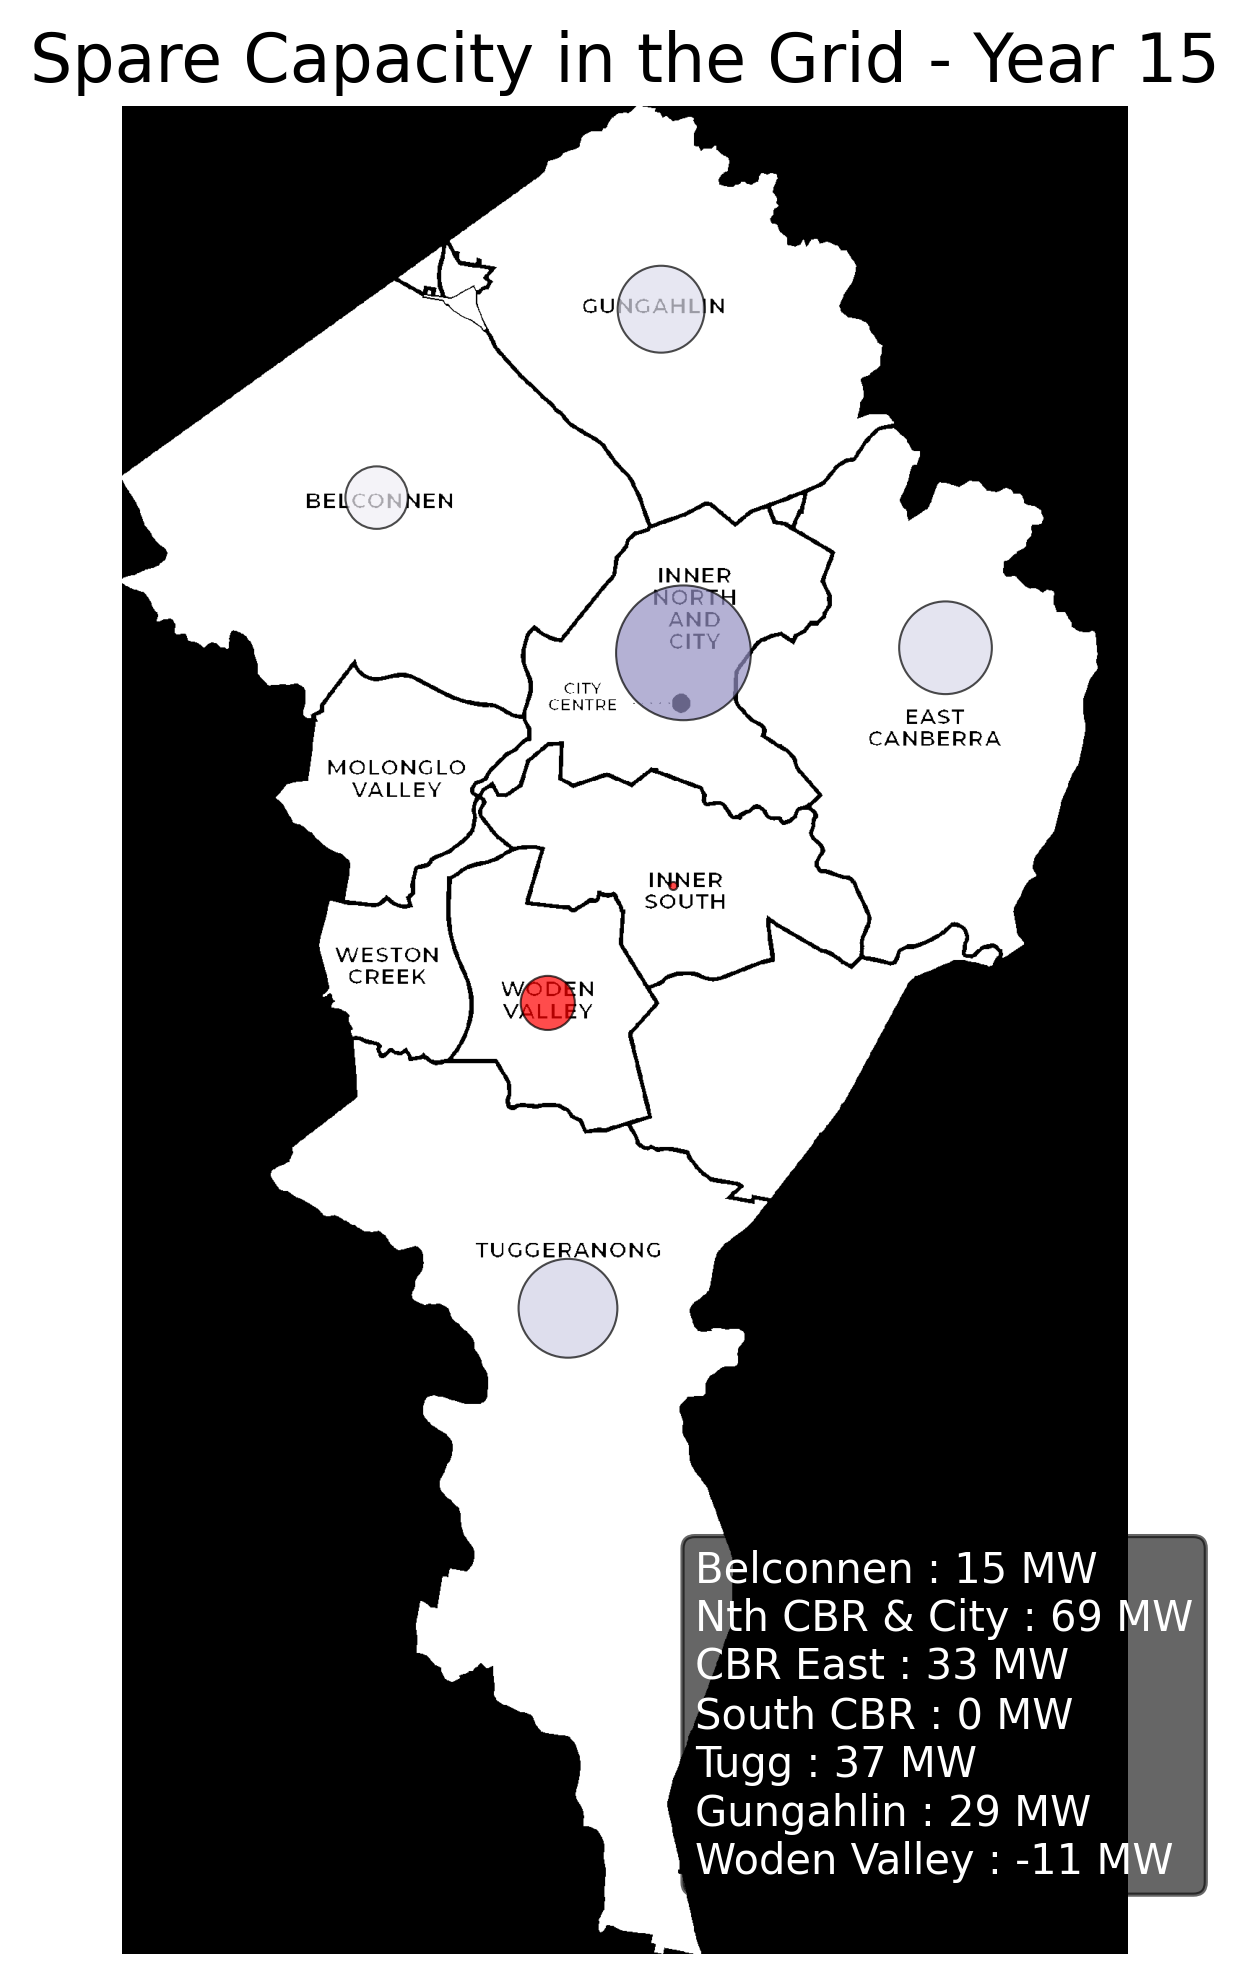 Spare Capacity in the Grid - Year 15
GUNGAHLIN
BELCONNEN
INNER
NORTH
AND
CITY
CITY
CENTRE
EAST
CANBERRA
MOLONGLO
VALLEY
INNER
SOUTH
WESTON
CREEK
WODEN
VALLEY
TUGGERANONG
Belconnen : 15 MW
Nth CBR & City : 69 MW
CBR East : 33 MW
South CBR : 0 MW
Tugg : 37 MW
Gungahlin : 29 MW
Woden Valley : -11 MW